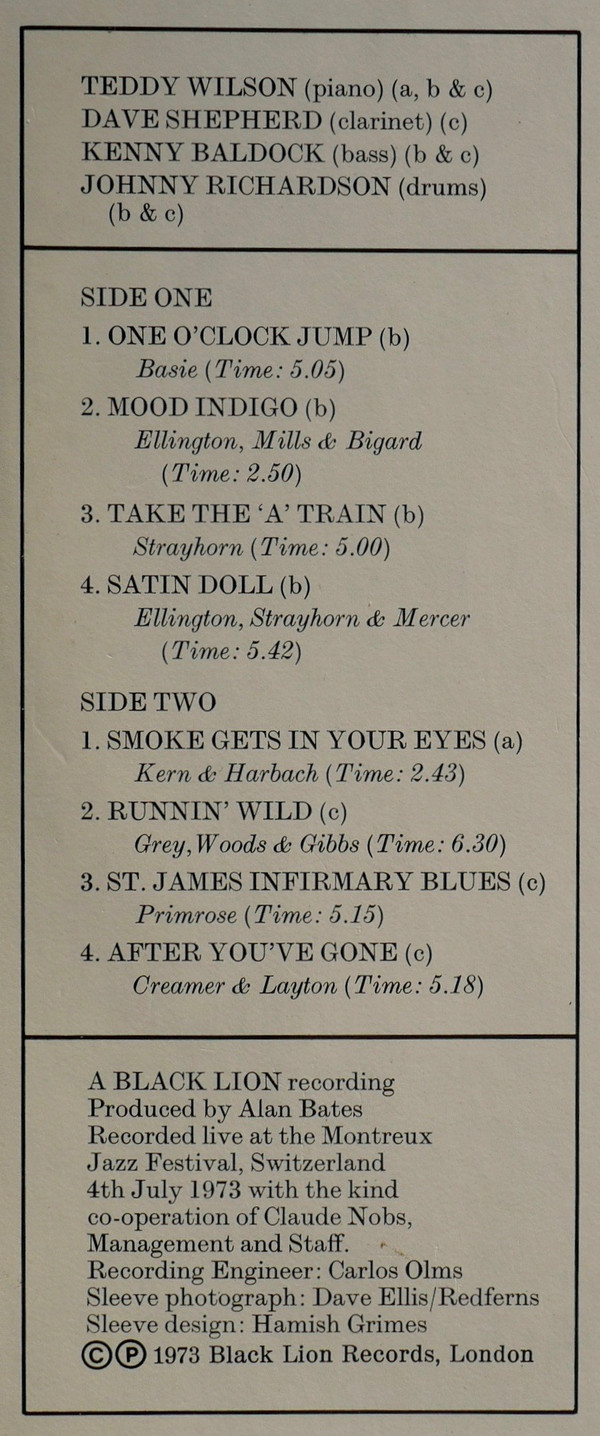 TEDDY WILSON (piano) (a, b & c)
DAVE SHEPHERD (clarinet) (c)
KENNY BALDOCK (bass) (b & c)
JOHNNY RICHARDSON (drums)
(b & c)
SIDE ONE
1. ONE O'CLOCK JUMP (b)
Basie (Time: 5.05)
2. MOOD INDIGO (b)
Ellington, Mills & Bigard
(Time: 2.50)
3. TAKE THE ‘A’ TRAIN (b)
Strayhorn (Time: 5.00)
4. SATIN DOLL (b)
Ellington, Strayhorn & Mercer
(Time: 5.42)
SIDE TWO
1. SMOKE GETS IN YOUR EYES (a)
Kern & Harbach (Time: 2.43)
2. RUNNIN’ WILD (c)
Grey, Woods & Gibbs (Time: 6.30)
3. ST. JAMES INFIRMARY BLUES (c)
Primrose (Time: 5.15)
4. AFTER YOU’VE GONE (c)
Creamer & Layton (Time: 5.18)
A BLACK LION recording
Produced by Alan Bates
Recorded live at the Montreux
Jazz Festival, Switzerland
4th July 1973 with the kind
co-operation of Claude Nobs,
Management and Staff.
Recording Engineer: Carlos Olms
Sleeve photograph: Dave Ellis/Redferns
Sleeve design: Hamish Grimes
©℗ 1973 Black Lion Records, London